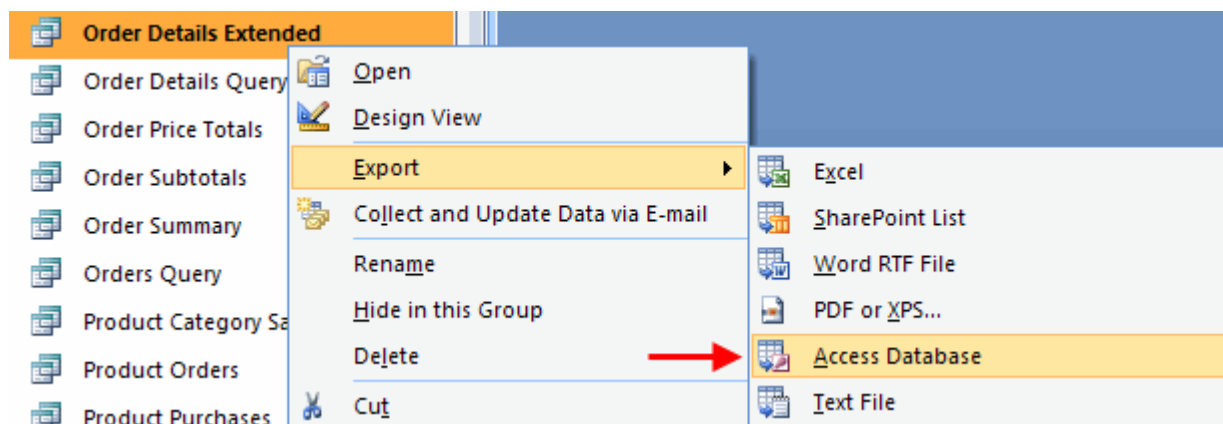 Order Details Extended
Order Details Query
Order Price Totals
Order Subtotals
Order Summary
Orders Query
Product Category Sa
Product Orders
Product Purchases
Open
Design View
Export
Collect and Update Data via E-mail
Rename
Hide in this Group
Delete
Cut
Excel
SharePoint List
Word RTF File
PDF or XPS...
Access Database
Text File